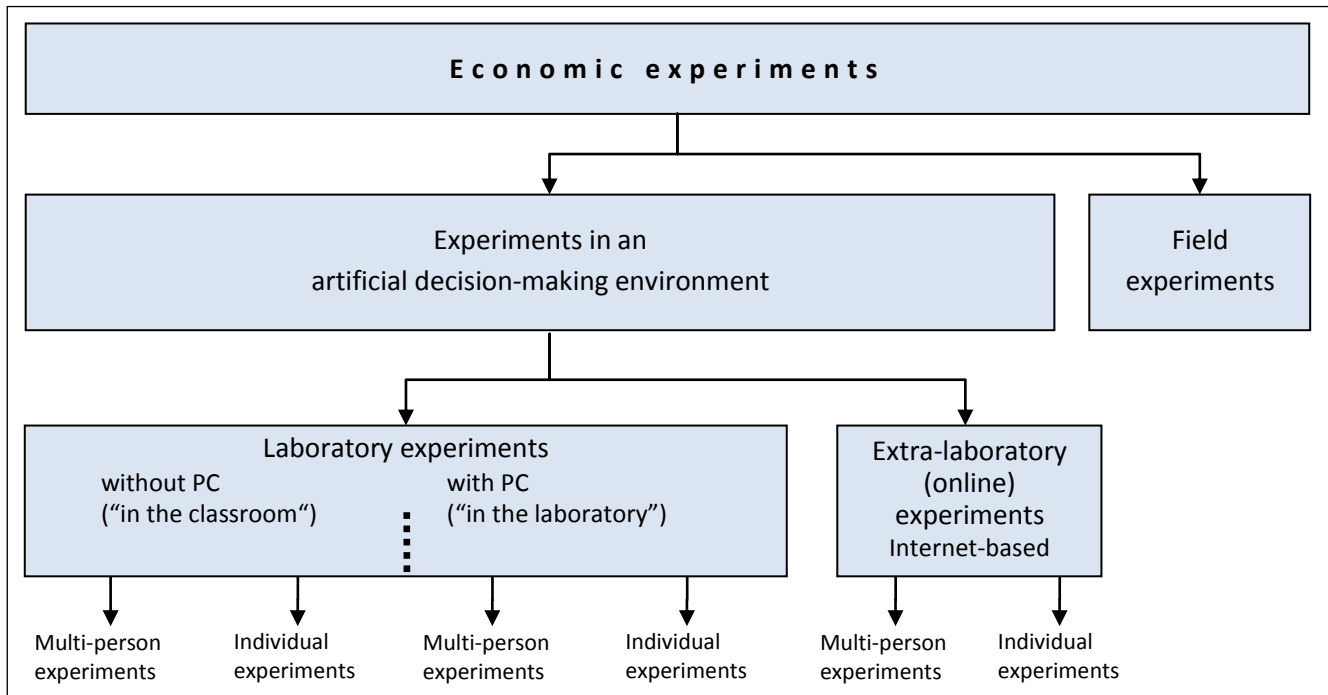 Economic experiments
Experiments in an
artificial decision-making environment
Field
experiments
Laboratory experiments
without PC
(“in the classroom“)
with PC
(“in the laboratory”)
Extra-laboratory
(online)
experiments
Internet-based
Multi-person
experiments
Individual
experiments
Multi-person
experiments
Individual
experiments
Multi-person
experiments
Individual
experiments